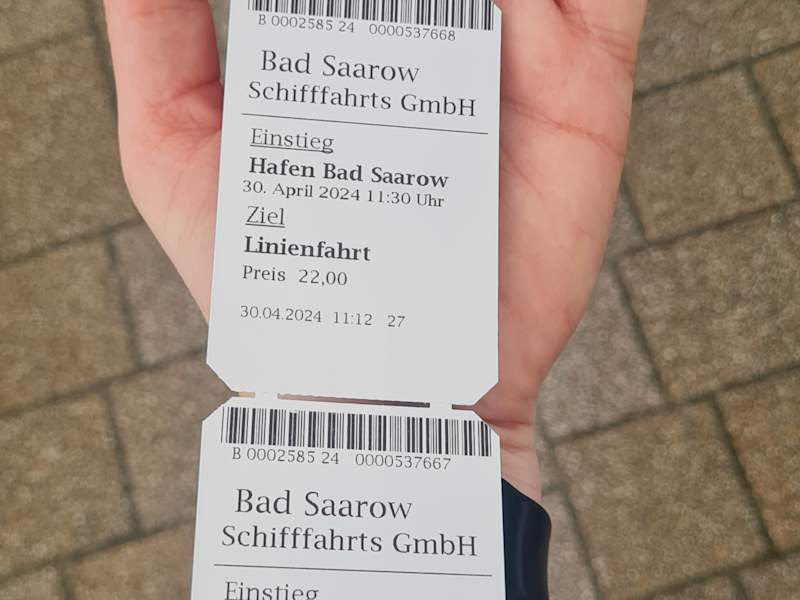 B 0002585 24 0000537668
Bad Saarow
Schifffahrts GmbH
Einstieg
Hafen Bad Saarow
30. April 2024 11:30 Uhr
Ziel
Linienfahrt
Preis 22,00
30.04.2024 11:12 27
B 0002585 24 0000537667
Bad Saarow
Schifffahrts GmbH
Einstieg